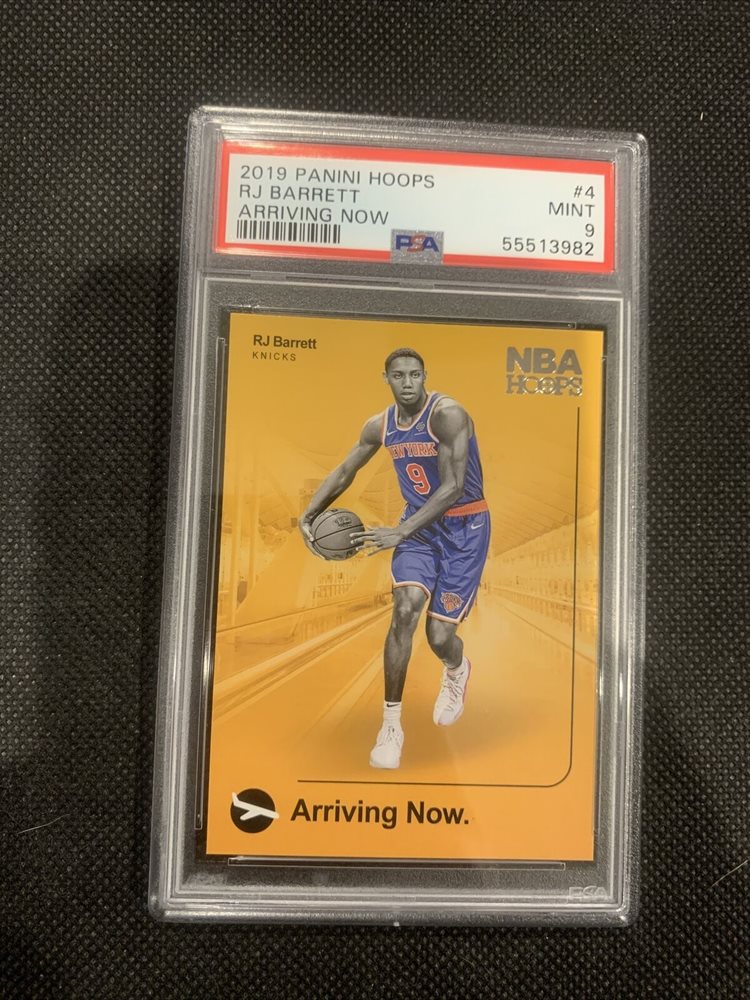 2019 PANINI HOOPS #4
RJ BARRETT MINT
ARRIVING NOW 9
PSA 55513982
RJ Barrett
KNICKS
NBA
HOOPS
NEW YORK
9
Arriving Now.
PSA